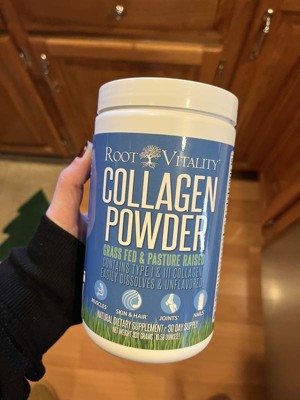 ROOT VITALITY
COLLAGEN
POWDER
GRASS FED & PASTURE RAISED
CONTAINS TYPE I & III COLLAGEN
EASILY DISSOLVES & UNFLAVORED
MUSCLES
SKIN & HAIR
JOINTS
NAILS
NATURAL DIETARY SUPPLEMENT • 30 DAY SUPPLY